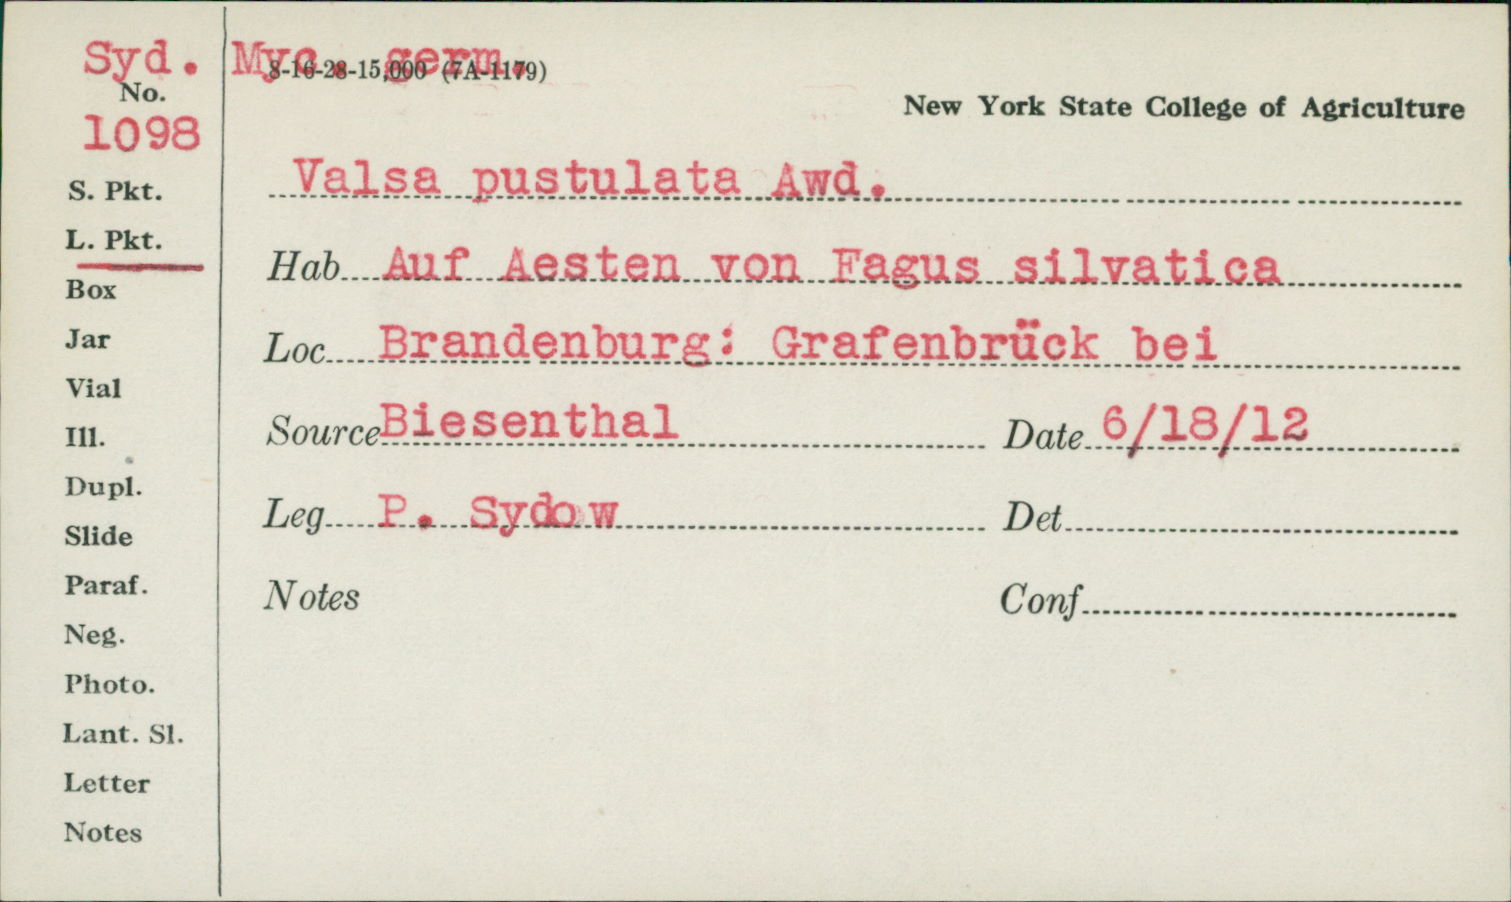 Syd. Myc. germ.
8-16-28-15,000 (7A-1179)
No.
1098
New York State College of Agriculture
S. Pkt.
Valsa pustulata Awd.
L. Pkt.
Hab Auf Aesten von Fagus silvatica
Box
Jar
Loc Brandenburg: Grafenbrück bei
Vial
Ill.
Source Biesenthal Date 6/18/12
Dupl.
Leg P. Sydow Det
Slide
Paraf.
Notes Conf
Neg.
Photo.
Lant. Sl.
Letter
Notes